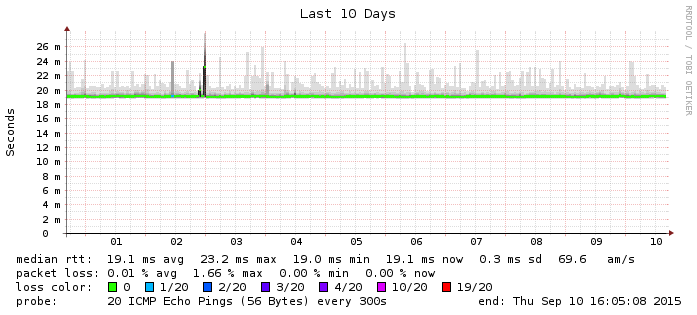 Last 10 Days
RRDTOOL / TOBI OETIKER
Seconds
26 m
24 m
22 m
20 m
18 m
16 m
14 m
12 m
10 m
8 m
6 m
4 m
2 m
0
01 02 03 04 05 06 07 08 09 10
median rtt: 19.1 ms avg 23.2 ms max 19.0 ms min 19.1 ms now 0.3 ms sd 69.6 am/s
packet loss: 0.01 % avg 1.66 % max 0.00 % min 0.00 % now
loss color: 0 1/20 2/20 3/20 4/20 10/20 19/20
probe: 20 ICMP Echo Pings (56 Bytes) every 300s end: Thu Sep 10 16:05:08 2015